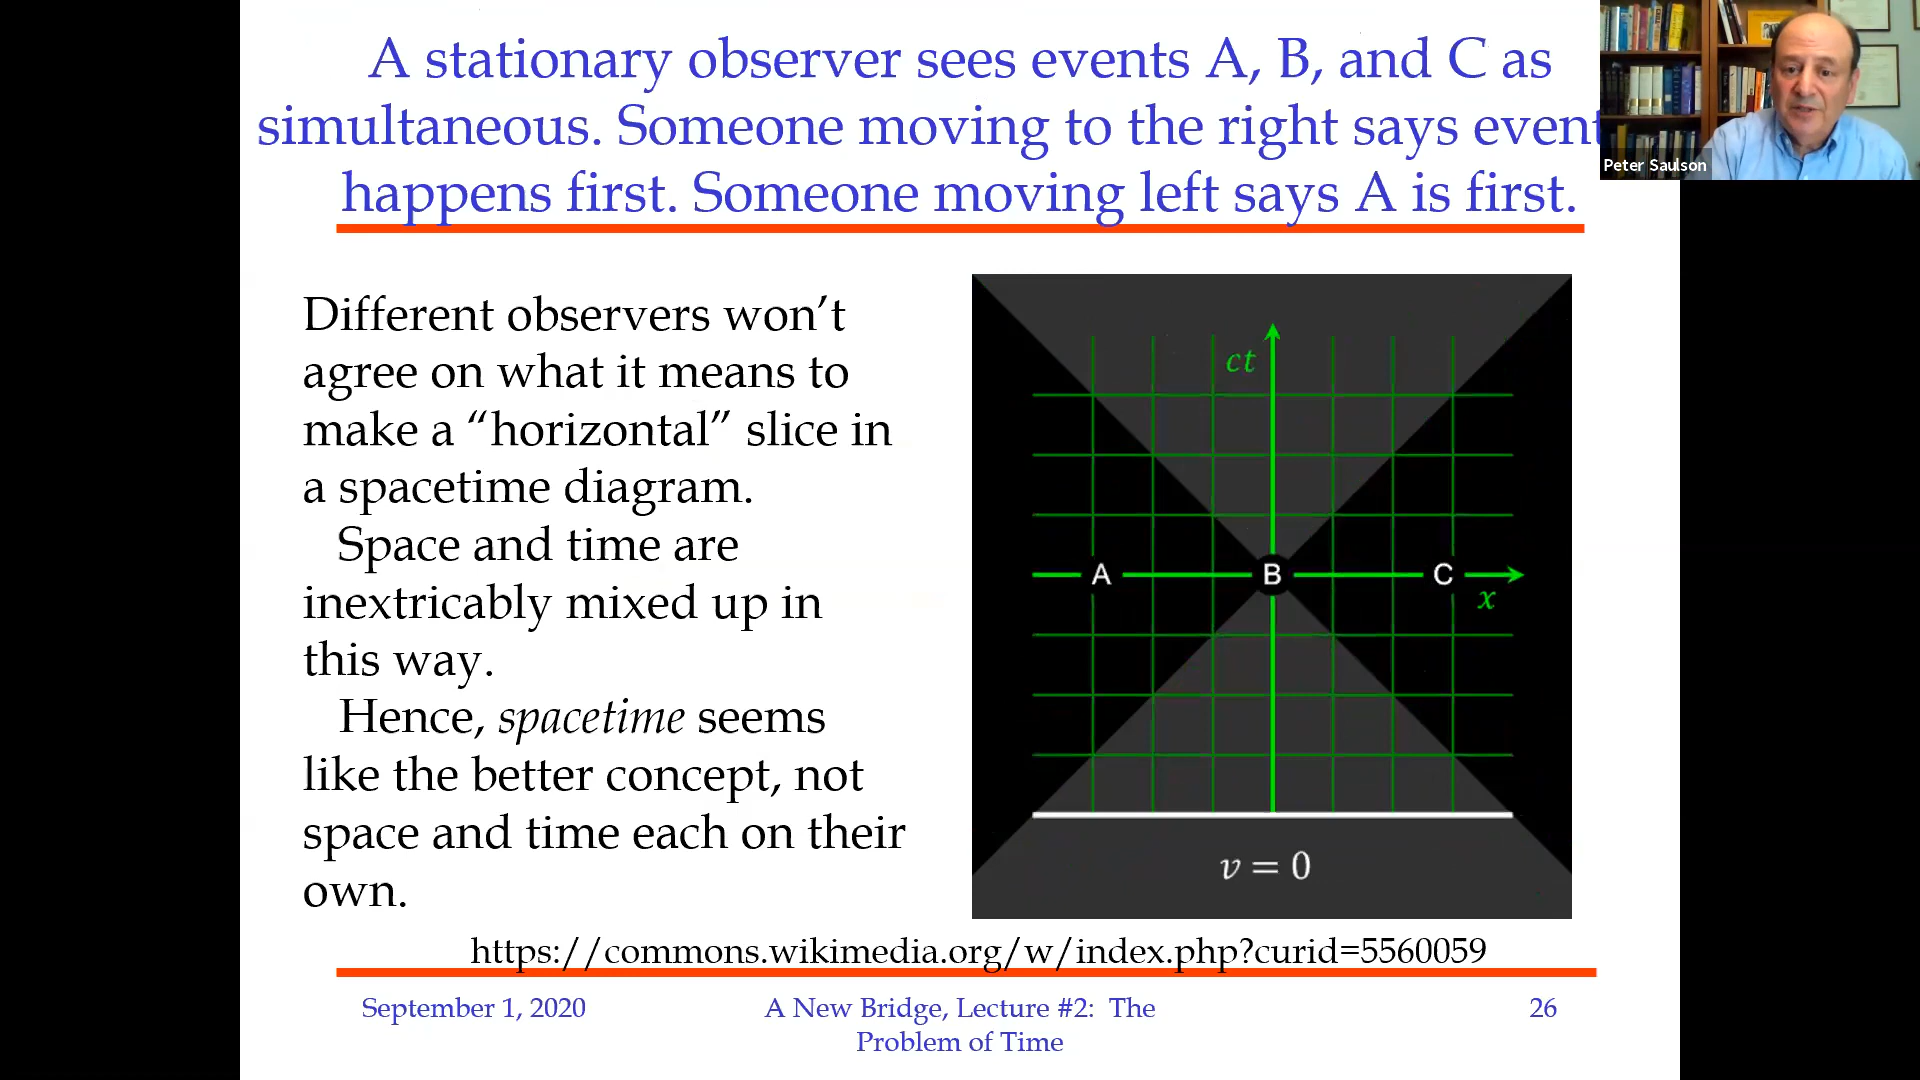 A stationary observer sees events A, B, and C as
simultaneous. Someone moving to the right says event
happens first. Someone moving left says A is first.
Peter Saulson
Different observers won’t
agree on what it means to
make a “horizontal” slice in
a spacetime diagram.
Space and time are
inextricably mixed up in
this way.
Hence, spacetime seems
like the better concept, not
space and time each on their
own.
ct
A B C
x
v = 0
https://commons.wikimedia.org/w/index.php?curid=5560059
September 1, 2020
A New Bridge, Lecture #2: The
Problem of Time
26